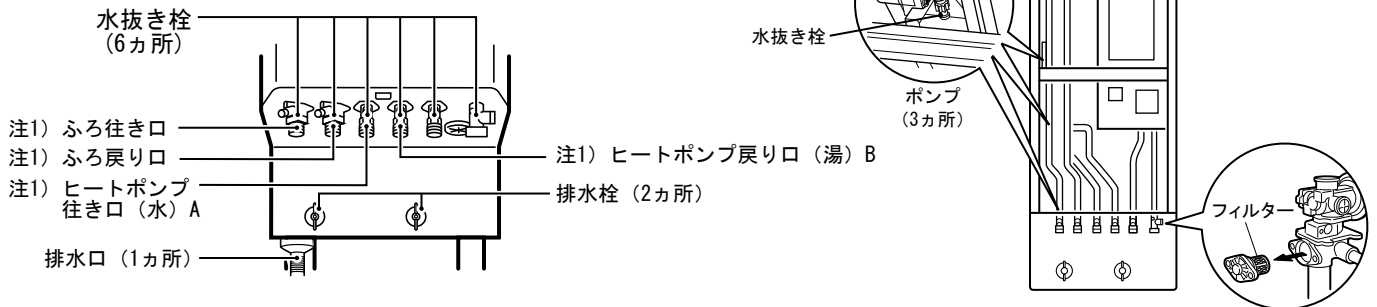 水抜き栓
(6ヵ所)
注1) ふろ往き口
注1) ふろ戻り口
注1) ヒートポンプ
往き口(水)A
排水口(1ヵ所)
注1) ヒートポンプ戻り口(湯)B
排水栓(2ヵ所)
水抜き栓
ポンプ
(3ヵ所)
フィルター